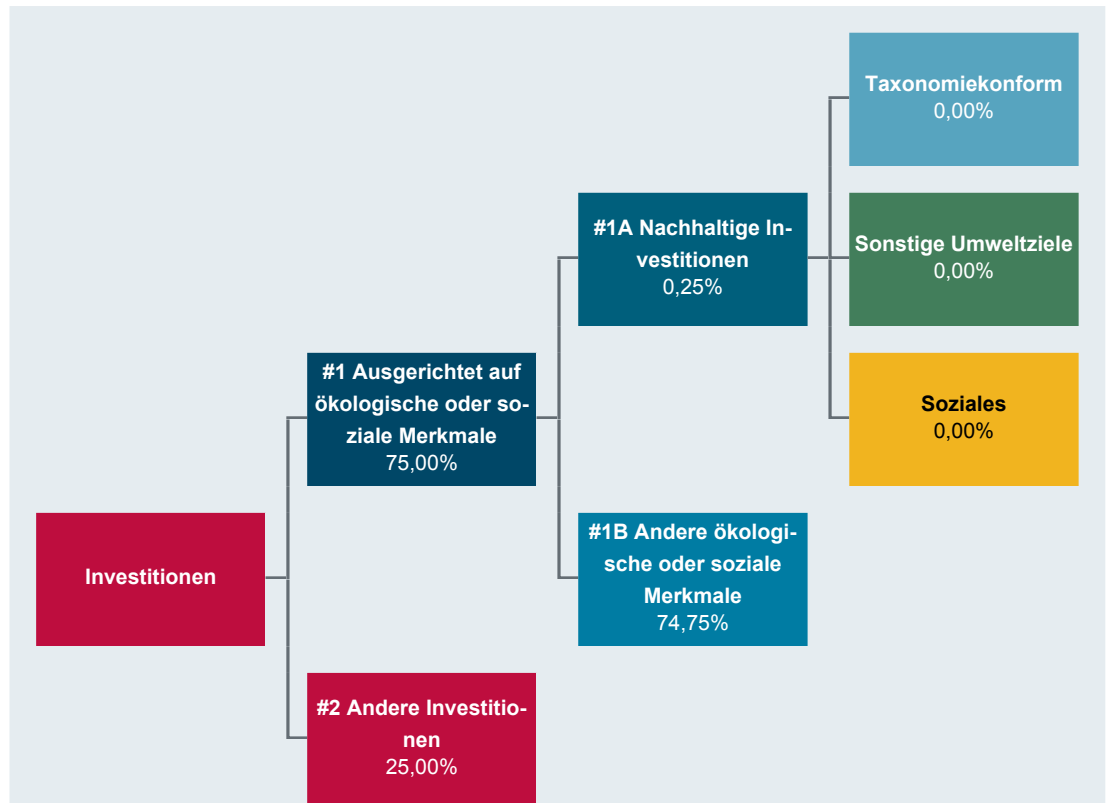 Taxonomiekonform
0,00%
#1A Nachhaltige In-
vestitionen
0,25%
Sonstige Umweltziele
0,00%
#1 Ausgerichtet auf
ökologische oder so-
ziale Merkmale
75,00%
Soziales
0,00%
Investitionen
#1B Andere ökologi-
sche oder soziale
Merkmale
74,75%
#2 Andere Investitio-
nen
25,00%